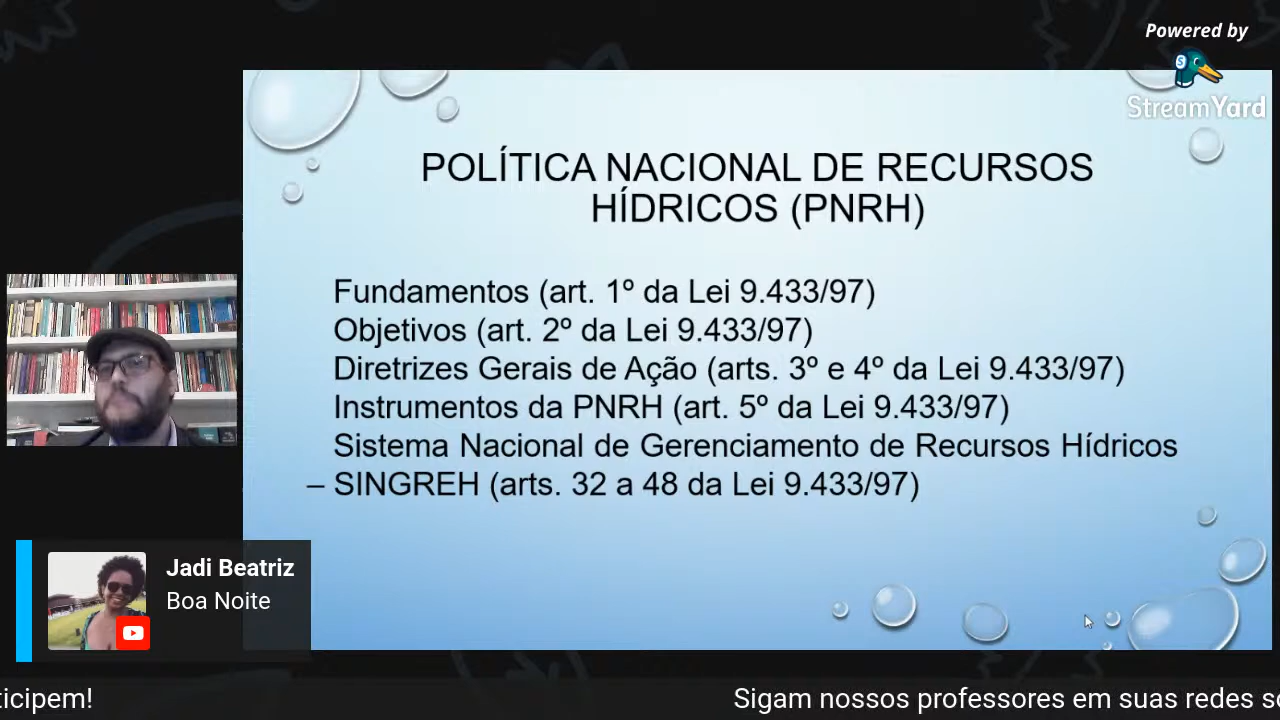 Powered by
StreamYard
POLÍTICA NACIONAL DE RECURSOS
HÍDRICOS (PNRH)
Fundamentos (art. 1º da Lei 9.433/97)
Objetivos (art. 2º da Lei 9.433/97)
Diretrizes Gerais de Ação (arts. 3º e 4º da Lei 9.433/97)
Instrumentos da PNRH (art. 5º da Lei 9.433/97)
Sistema Nacional de Gerenciamento de Recursos Hídricos
– SINGREH (arts. 32 a 48 da Lei 9.433/97)
Jadi Beatriz
Boa Noite
ticipem!
Sigam nossos professores em suas redes so